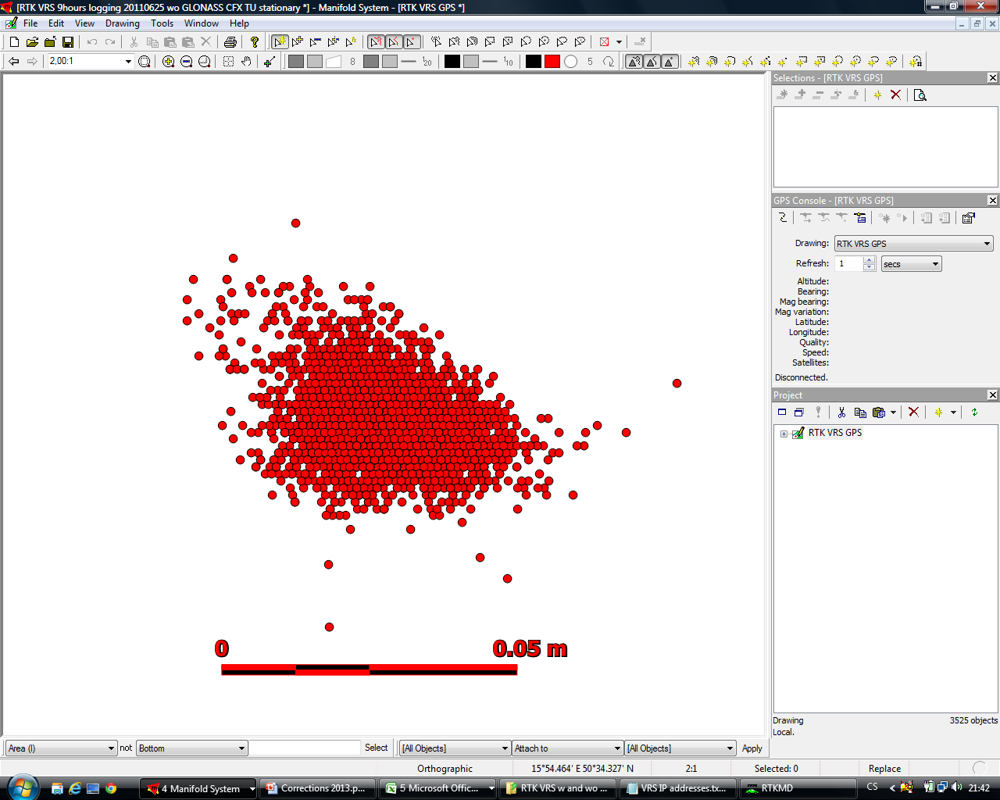 [RTK VRS 9hours logging 20110625 wo GLONASS CFX TU stationary *] - Manifold System - [RTK VRS GPS *]
File Edit View Drawing Tools Window Help
2,00:1
8 20 10 5
Selections - [RTK VRS GPS]
GPS Console - [RTK VRS GPS]
Drawing: RTK VRS GPS
Refresh: 1 secs
Altitude:
Bearing:
Mag bearing:
Mag variation:
Latitude:
Longitude:
Quality:
Speed:
Satellites:
Disconnected.
Project
RTK VRS GPS
0 0.05 m
Drawing 3525 objects
Local.
Area (I) not Bottom Select [All Objects] Attach to [All Objects] Apply
Orthographic 15°54.464' E 50°34.327' N 2:1 Selected: 0 Replace
4 Manifold System Corrections 2013.p... 5 Microsoft Offic... RTK VRS w and wo ... VRS IP addresses.tx... RTKMD CS 21:42